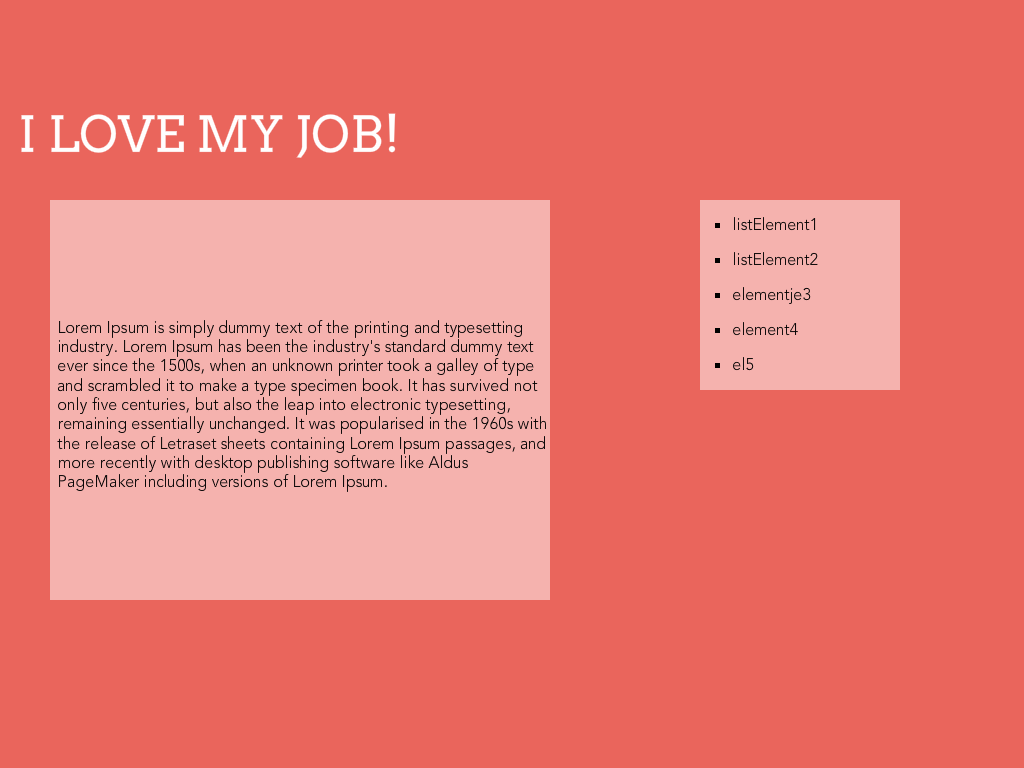 I LOVE MY JOB!
Lorem Ipsum is simply dummy text of the printing and typesetting
industry. Lorem Ipsum has been the industry's standard dummy text
ever since the 1500s, when an unknown printer took a galley of type
and scrambled it to make a type specimen book. It has survived not
only five centuries, but also the leap into electronic typesetting,
remaining essentially unchanged. It was popularised in the 1960s with
the release of Letraset sheets containing Lorem Ipsum passages, and
more recently with desktop publishing software like Aldus
PageMaker including versions of Lorem Ipsum.
listElement1
listElement2
elementje3
element4
el5